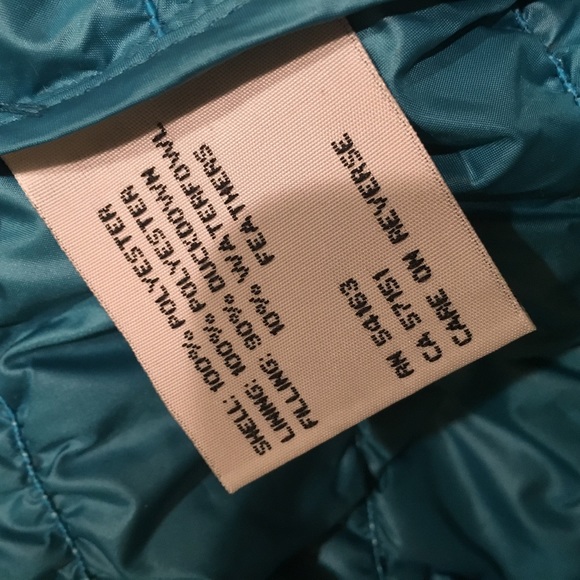 SHELL: 100% POLYESTER
LINING: 100% POLYESTER
FILLING: 90% DUCKDOWN
10% WATERFOWL
FEATHERS
RN 54163
CA 57151
CARE ON REVERSE